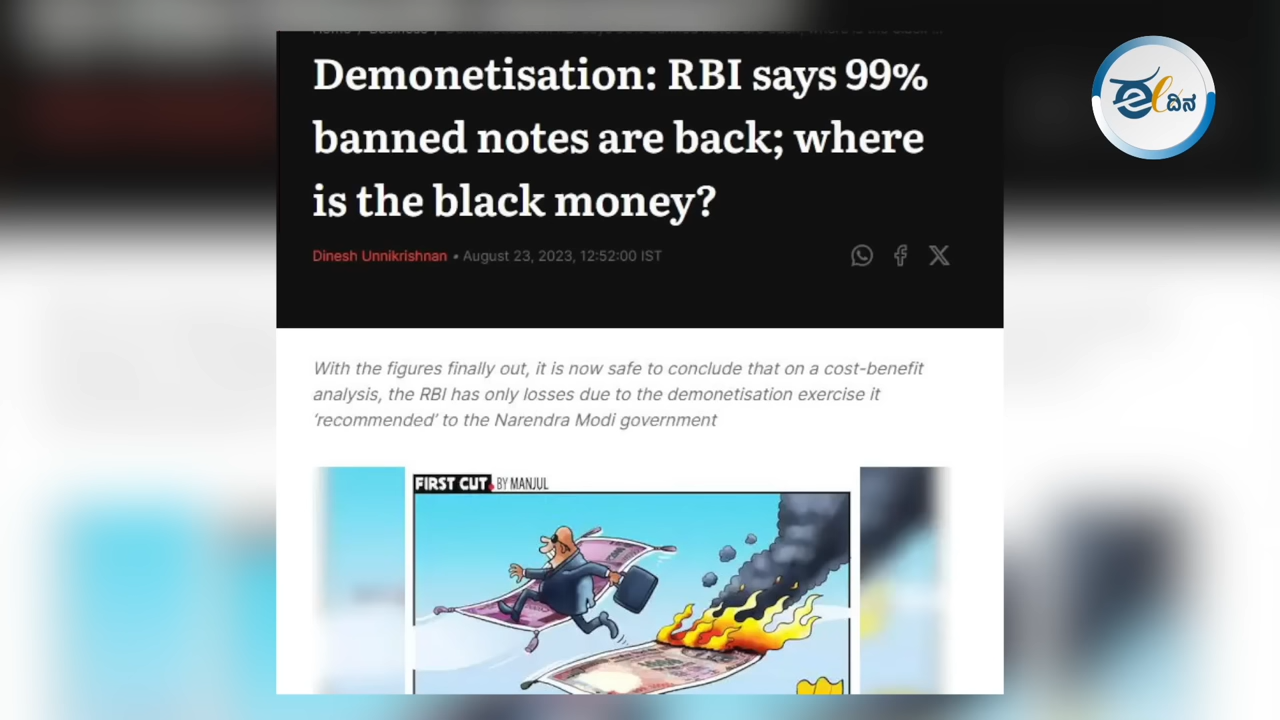 Demonetisation: RBI says 99%
banned notes are back; where
is the black money?
Dinesh Unnikrishnan • August 23, 2023, 12:52:00 IST
With the figures finally out, it is now safe to conclude that on a cost-benefit
analysis, the RBI has only losses due to the demonetisation exercise it
‘recommended’ to the Narendra Modi government
FIRST CUT. BY MANJUL
ದಿನ